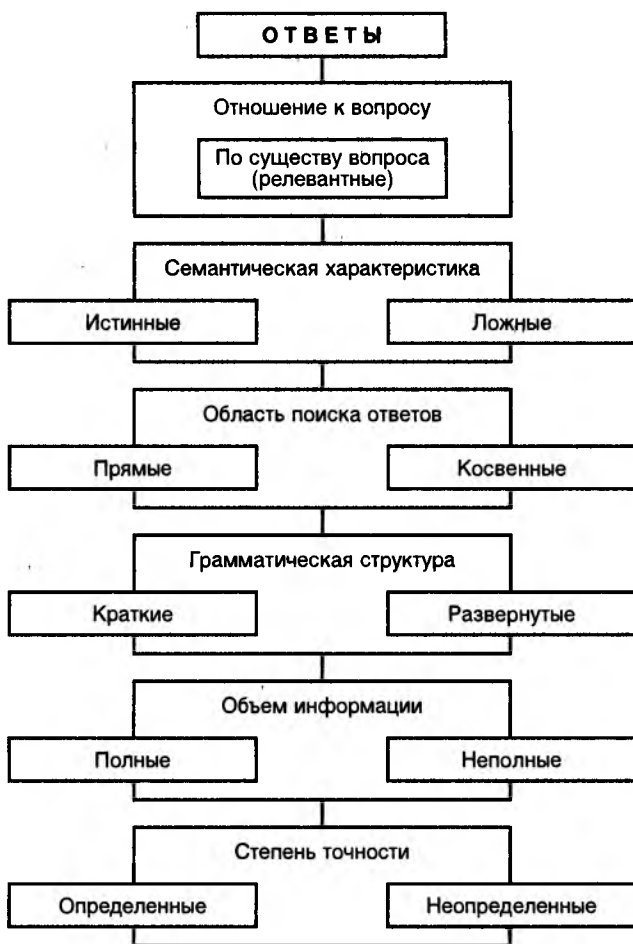 ОТВЕТЫ
Отношение к вопросу
По существу вопроса
(релевантные)
Семантическая характеристика
Истинные
Ложные
Область поиска ответов
Прямые
Косвенные
Грамматическая структура
Краткие
Развернутые
Объем информации
Полные
Неполные
Степень точности
Определенные
Неопределенные